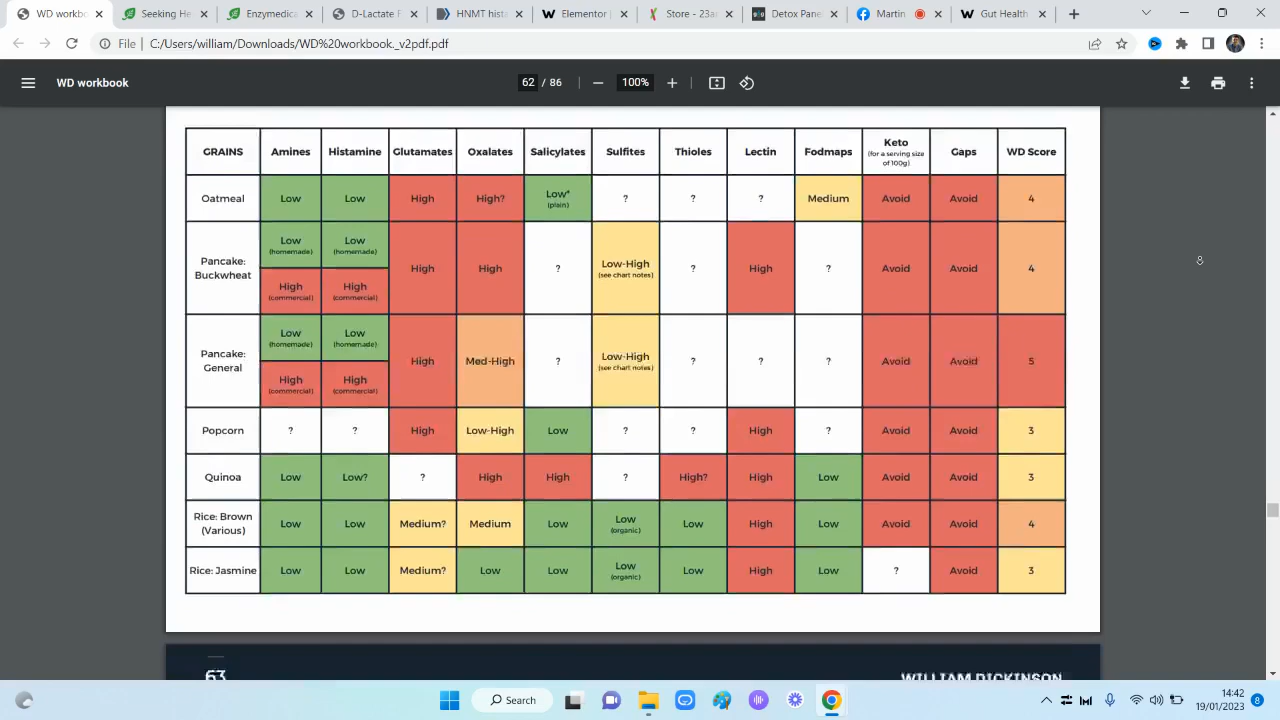 WD workbook.
Seeking He
Enzymedica
D-Lactate F
HNMT hista
Elementor |
Store - 23a
Detox Pane
Martin
Gut Health
File | C:/Users/william/Downloads/WD%20workbook._v2pdf.pdf
WD workbook
62 / 86
100%
GRAINS Amines Histamine Glutamates Oxalates Salicylates Sulfites Thioles Lectin Fodmaps Keto (for a serving size of 100g) Gaps WD Score
Oatmeal Low Low High High? Low* (plain) ? ? ? Medium Avoid Avoid 4
Pancake: Buckwheat Low (homemade) Low (homemade) High (commercial) High (commercial) High High ? Low-High (see chart notes) ? High ? Avoid Avoid 4
Pancake: General Low (homemade) Low (homemade) High (commercial) High (commercial) High Med-High ? Low-High (see chart notes) ? ? ? Avoid Avoid 5
Popcorn ? ? High Low-High Low ? ? High ? Avoid Avoid 3
Quinoa Low Low? ? High High ? High? High Low Avoid Avoid 3
Rice: Brown (Various) Low Low Medium? Medium Low Low (organic) Low High Low Avoid Avoid 4
Rice: Jasmine Low Low Medium? Low Low Low (organic) Low High Low ? Avoid 3
63
WILLIAM DICKINSON
Search
14:42
19/01/2023
8